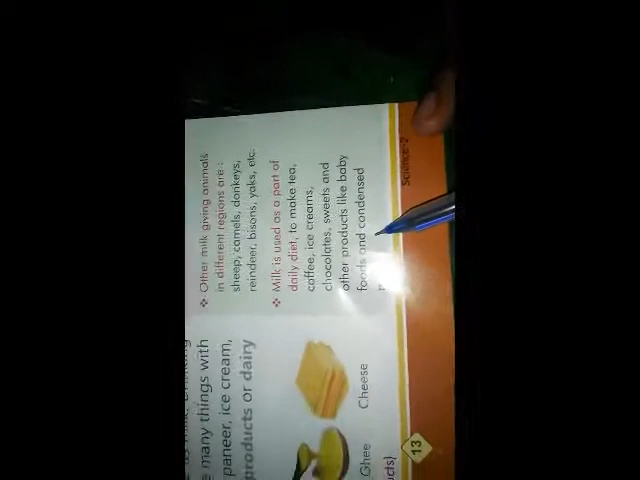 many things with
paneer, ice cream,
products or dairy
Ghee Cheese
ucts)
13
❖ Other milk giving animals
in different regions are :
sheep, camels, donkeys,
reindeer, bisons, yaks, etc.
❖ Milk is used as a part of
daily diet, to make tea,
coffee, ice creams,
chocolates, sweets and
other products like baby
foods and condensed
Science-2